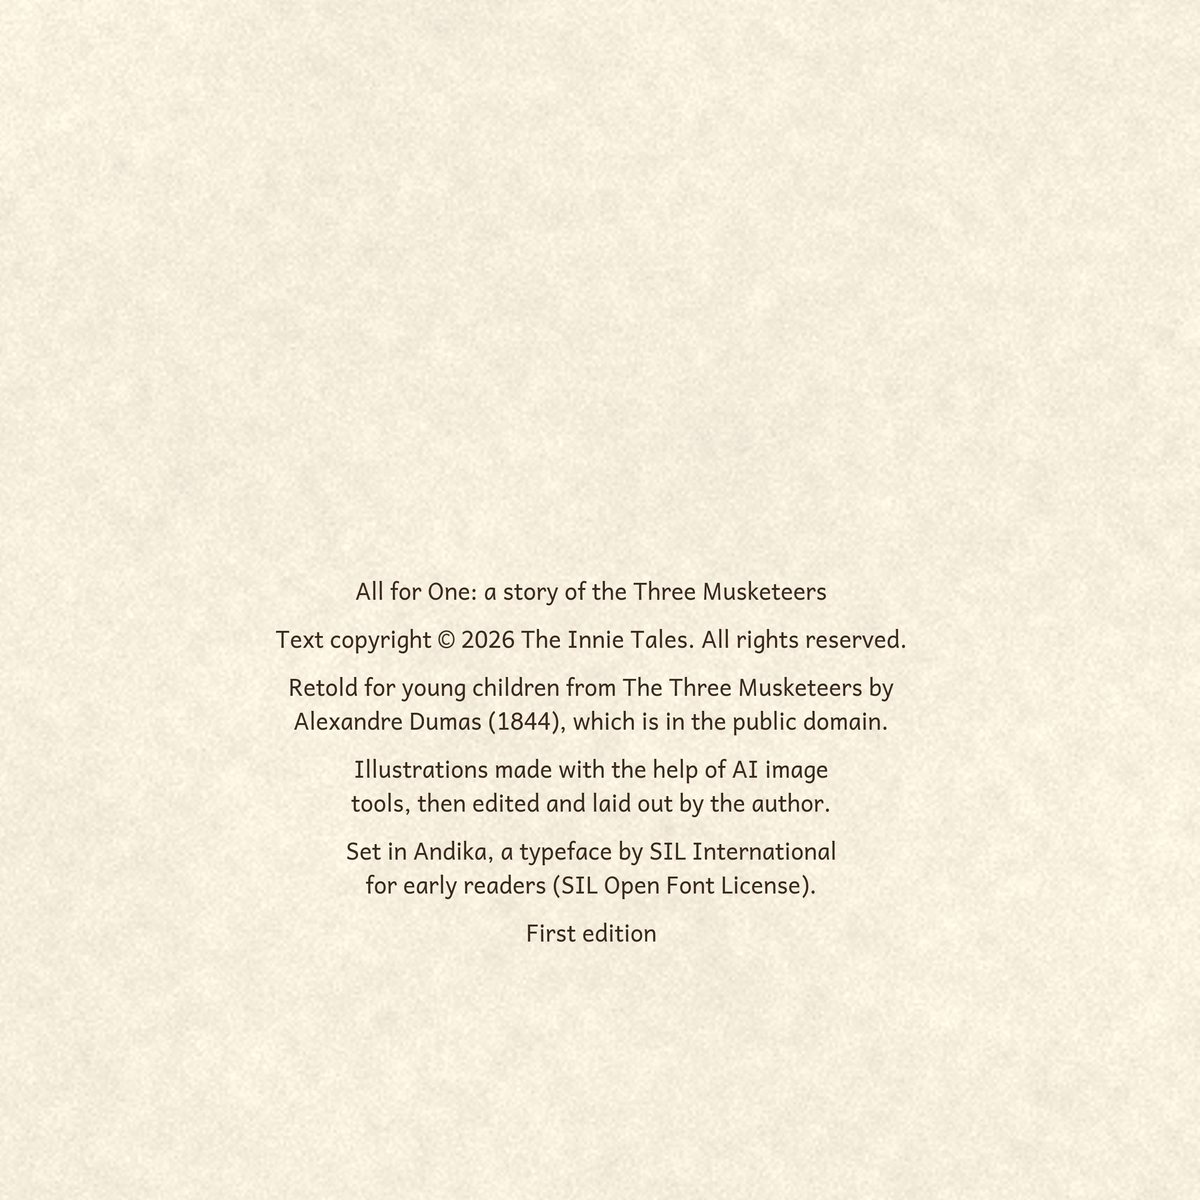 All for One: a story of the Three Musketeers
Text copyright © 2026 The Innie Tales. All rights reserved.
Retold for young children from The Three Musketeers by
Alexandre Dumas (1844), which is in the public domain.
Illustrations made with the help of AI image
tools, then edited and laid out by the author.
Set in Andika, a typeface by SIL International
for early readers (SIL Open Font License).
First edition